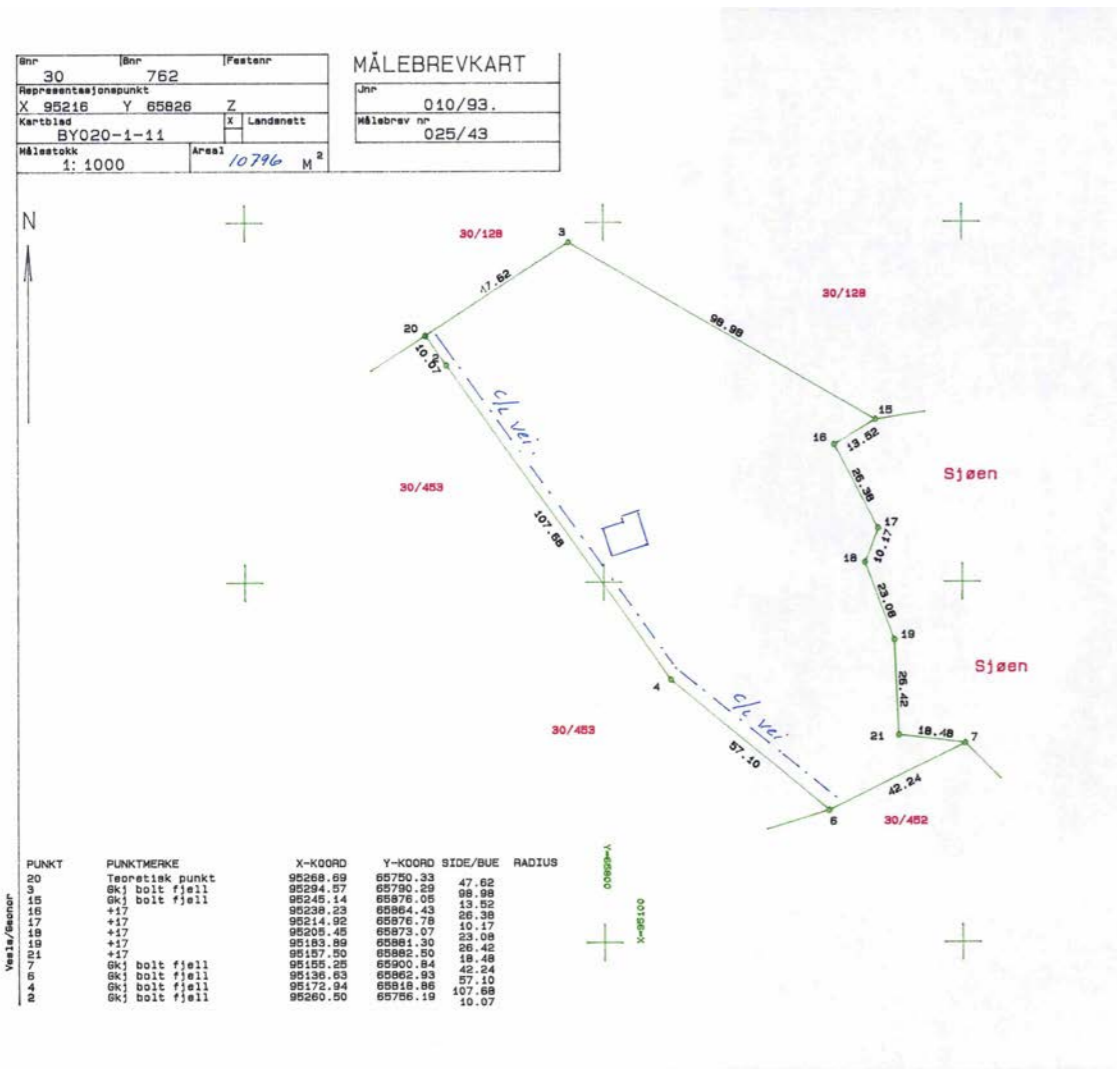 Gnr Bnr Festenr
30 762
Representasjonspunkt
X 95216 Y 65826 Z
Kartblad X Landsnett
BY020-1-11
Målestokk Areal
1: 1000 10796 M²
MÅLEBREVKART
Jnr
010/93.
Målebrev nr
025/43
N
30/128
3
47.62
30/128
20
98.98
10.07
2
c/L vei.
15
16
13.52
Sjøen
26.38
30/453
107.68
17
10.17
18
23.08
19
Sjøen
26.42
4
c/L vei
21
18.48
7
30/453
57.10
42.24
6
30/452
PUNKT PUNKTMERKE X-KOORD Y-KOORD SIDE/BUE RADIUS
20 Teoretisk punkt 95268.69 65750.33
47.62
3 Gkj bolt fjell 95294.57 65790.29
98.98
15 Gkj bolt fjell 95245.14 65876.05
13.52
16 +17 95238.23 65864.43
26.38
17 +17 95214.92 65876.78
10.17
18 +17 95205.45 65873.07
23.08
19 +17 95183.89 65881.30
26.42
21 +17 95157.50 65882.50
18.48
7 Gkj bolt fjell 95155.25 65900.84
42.24
6 Gkj bolt fjell 95136.63 65862.93
57.10
4 Gkj bolt fjell 95172.94 65818.86
107.68
2 Gkj bolt fjell 95260.50 65756.19
10.07
Y=65800
X=95100